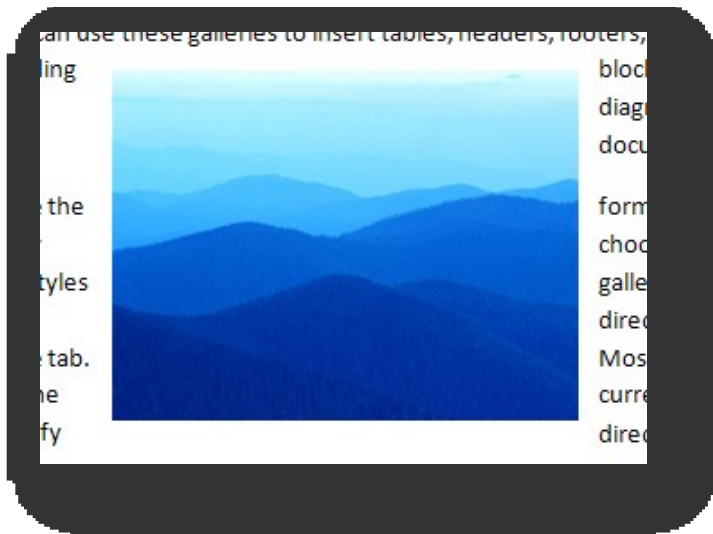 can use these galleries to insert tables, headers, footers,
ling bloc
diag
docu
the form
choo
tyles galle
direc
tab. Mos
ne curre
fy direc